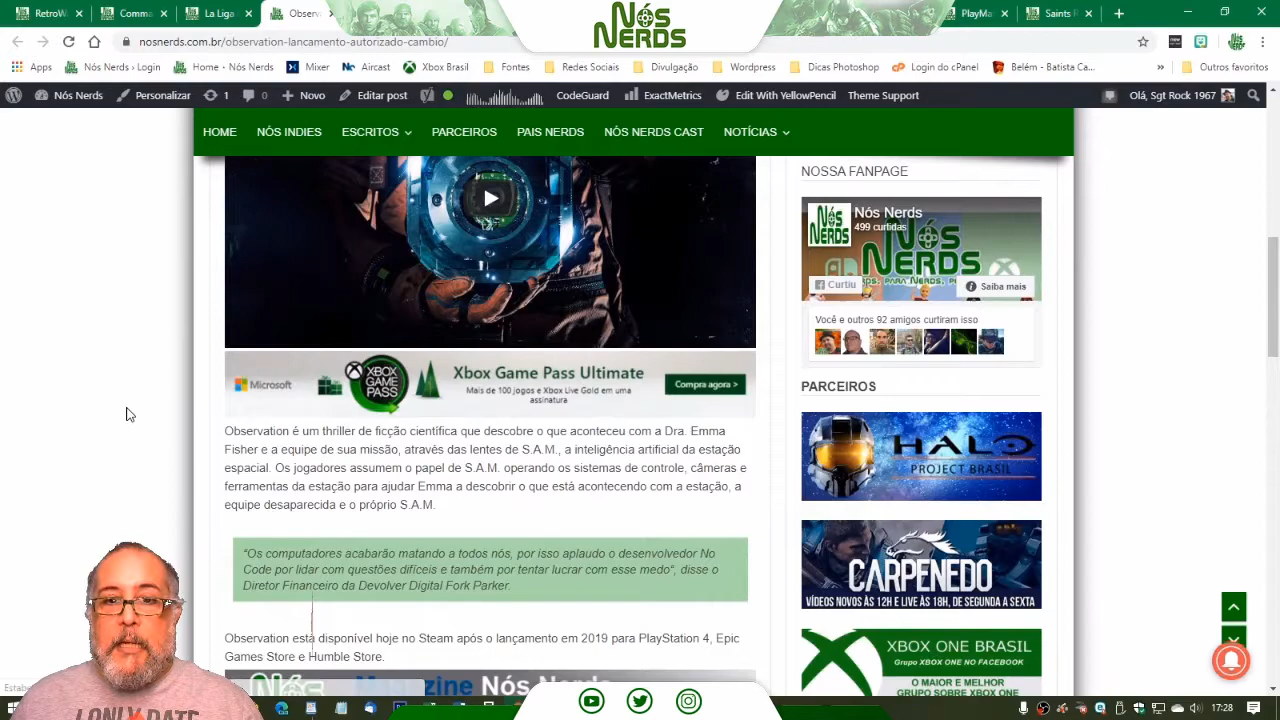 Nós N
La Liga
Observ
PlayMa
Saints P
NÓS
NERDS
nosnerds.com.br/observation-lancamento-autorizado-cambio/
Apps Nós Nerds › Login Home - Nós Nerds Mixer Aircast Xbox Brasil Fontes Redes Sociais Divulgação Wordpress Dicas Photoshop Login do cPanel Belém - Batista Ca... » Outros favoritos
Nós Nerds Personalizar 1 0 Novo Editar post CodeGuard ExactMetrics Edit With YellowPencil Theme Support Olá, Sgt Rock 1967
HOME NÓS INDIES ESCRITOS PARCEIROS PAIS NERDS NÓS NERDS CAST NOTÍCIAS
NOSSA FANPAGE
NÓS
NERDS
Nós Nerds
499 curtidas
NÓS
NERDS
Curtiu
Saiba mais
Você e outros 92 amigos curtiram isso
Microsoft
XBOX
GAME
PASS
Xbox Game Pass Ultimate
Mais de 100 jogos e Xbox Live Gold em uma
assinatura
Compra agora >
Observation é um thriller de ficção científica que descobre o que aconteceu com a Dra. Emma
Fisher e a equipe de sua missão, através das lentes de S.A.M., a inteligência artificial da estação
espacial. Os jogadores assumem o papel de S.A.M. operando os sistemas de controle, câmeras e
ferramentas da estação para ajudar Emma a descobrir o que está acontecendo com a estação, a
equipe desaparecida e o próprio S.A.M.
"Os computadores acabarão matando a todos nós, por isso aplaudo o desenvolvedor No
Code por lidar com questões difíceis e também por tentar lucrar com esse medo", disse o
Diretor Financeiro da Devolver Digital Fork Parker.
Observation está disponível hoje no Steam após o lançamento em 2019 para PlayStation 4, Epic
Games Store e Humble Store.
Magazine Nós Nerds
PARCEIROS
HALO
PROJECT BRASIL
CARPENEDO
VÍDEOS NOVOS ÀS 12H E LIVE ÀS 18H, DE SEGUNDA A SEXTA
XBOX ONE BRASIL
Grupo XBOX ONE NO FACEBOOK
O MAIOR E MELHOR
GRUPO SOBRE XBOX ONE
Estabe
17:28